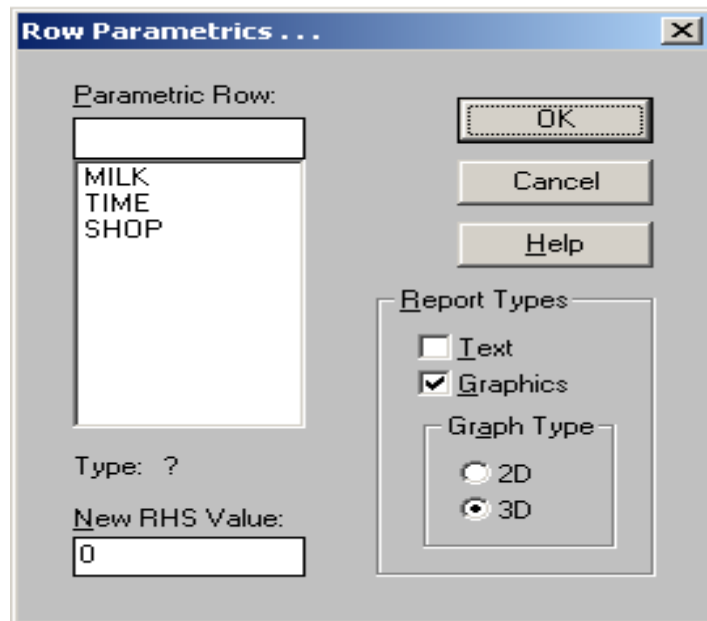 Row Parametrics . . .
Parametric Row:
MILK
TIME
SHOP
Type: ?
New RHS Value:
0
OK
Cancel
Help
Report Types
Text
Graphics
Graph Type
2D
3D